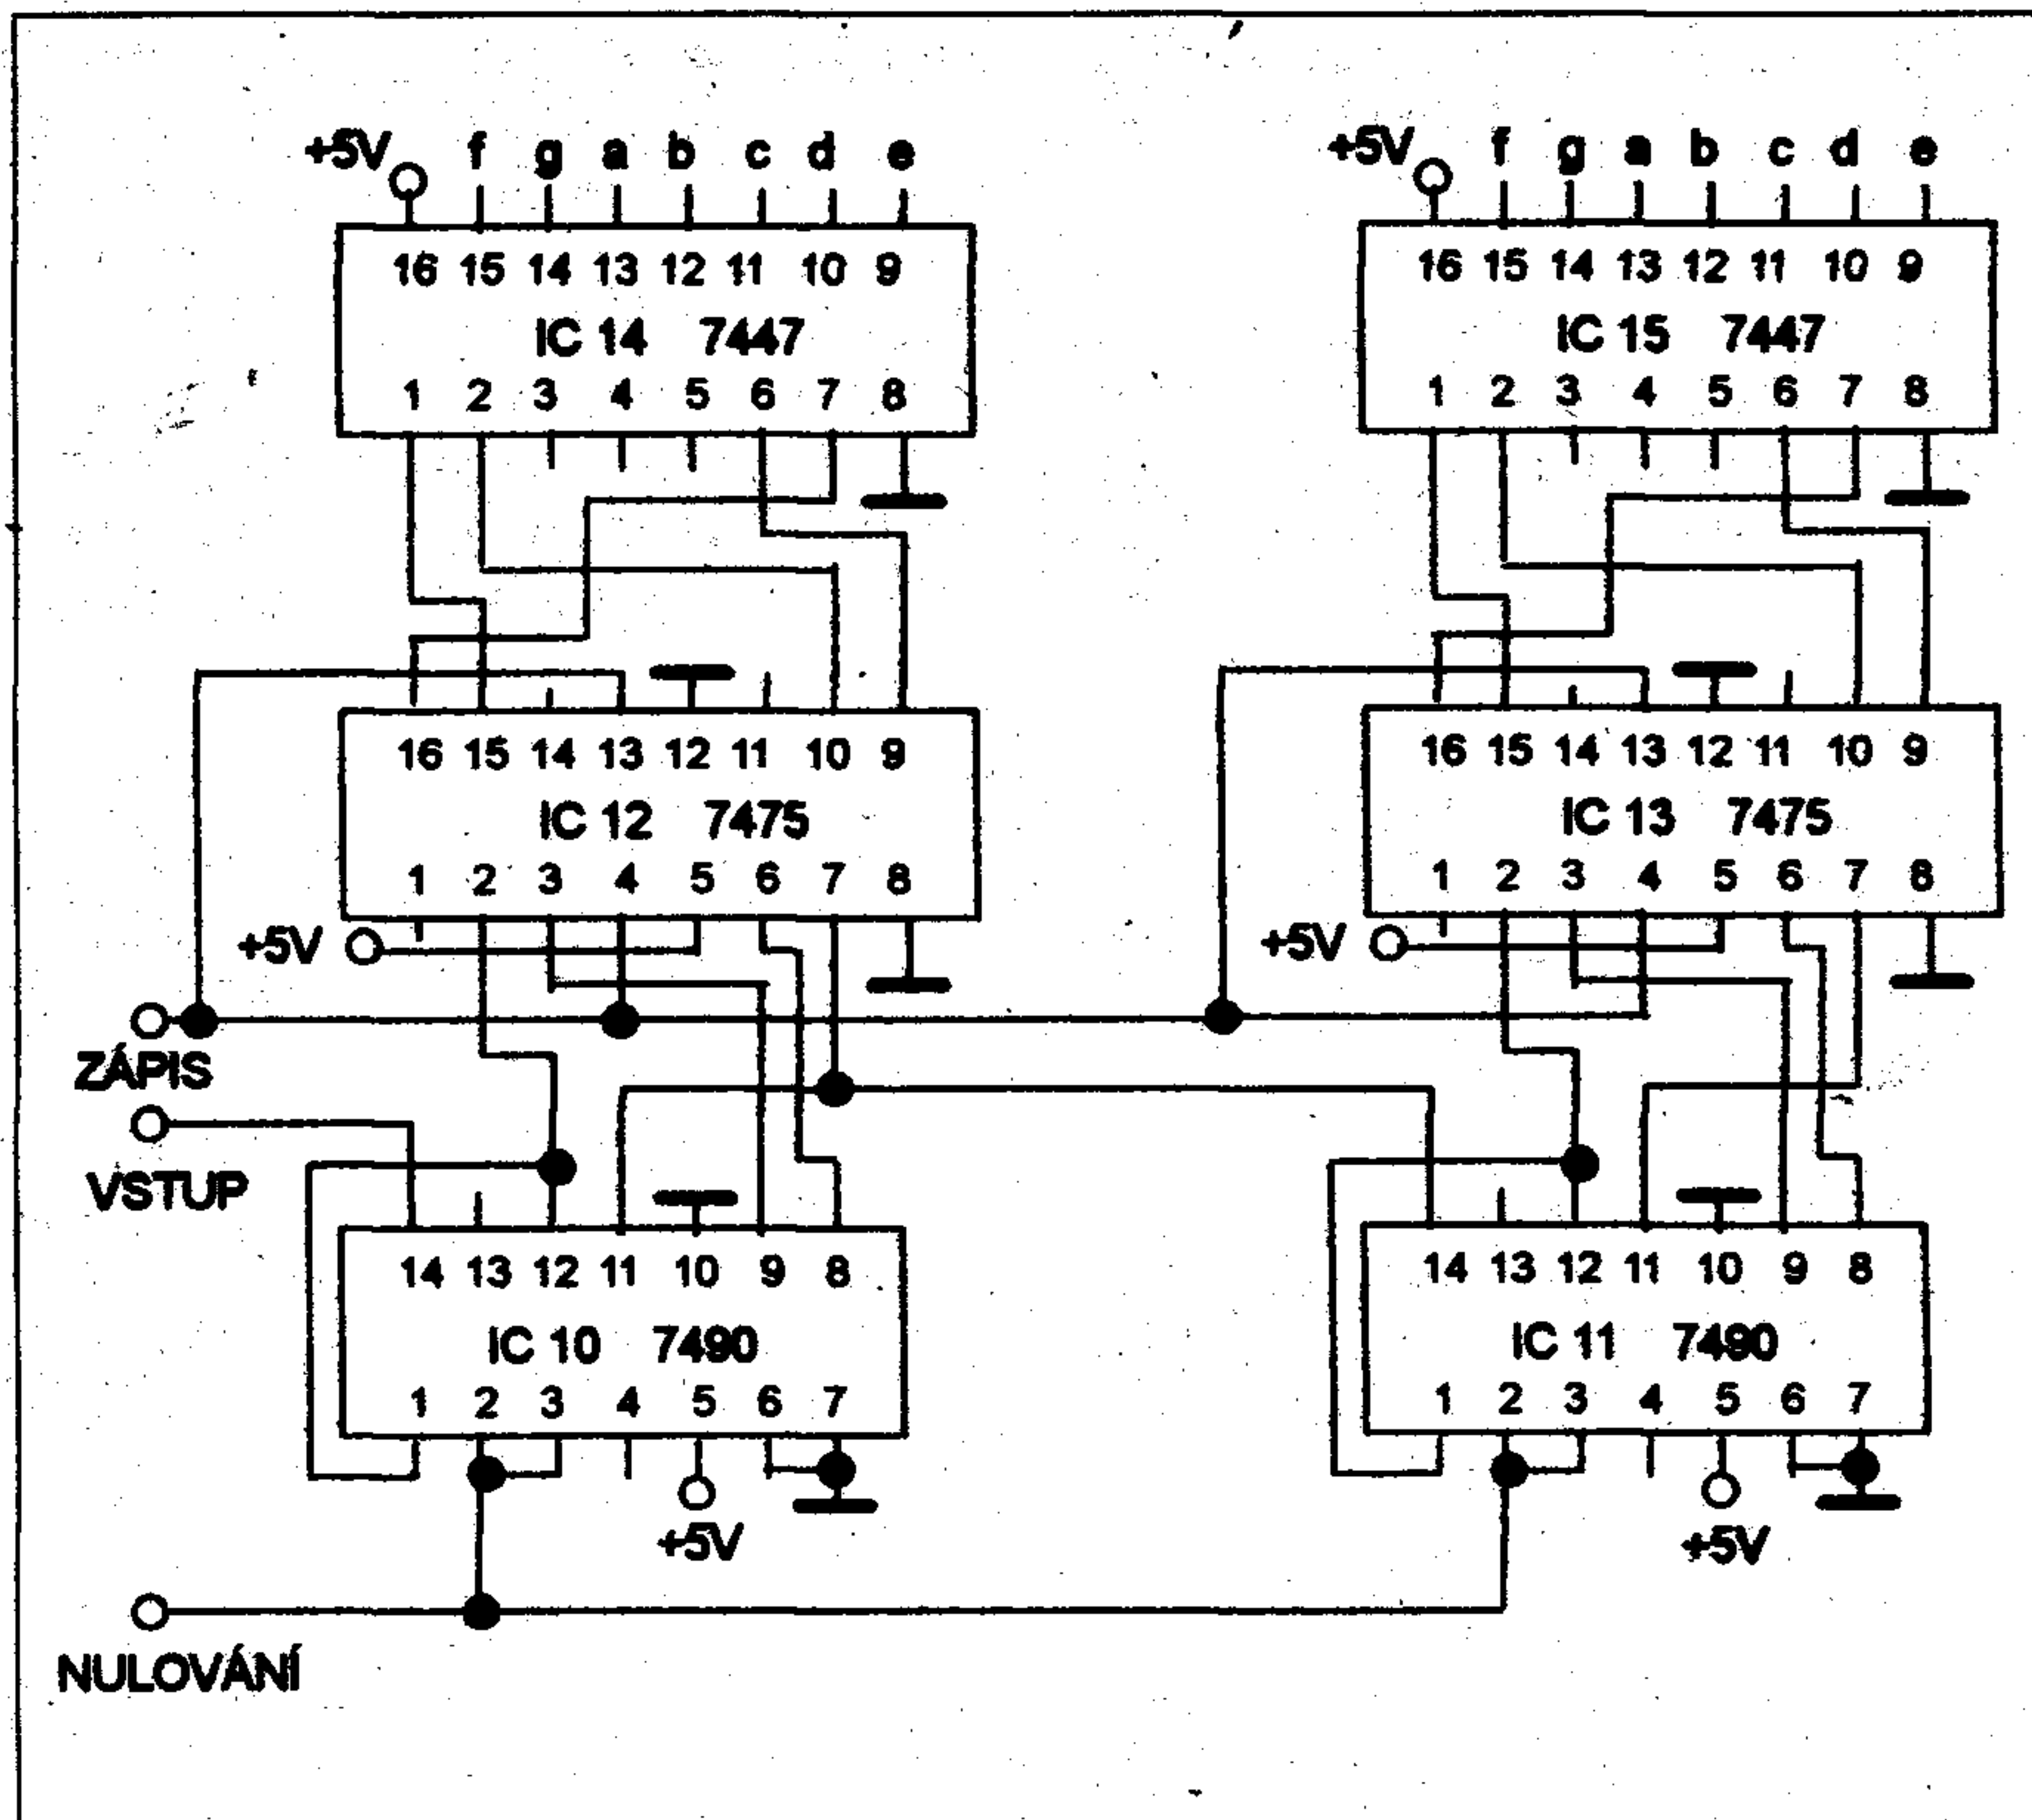 +5V f g a b c d e
16 15 14 13 12 11 10 9
IC 14 7447
1 2 3 4 5 6 7 8
+5V f g a b c d e
16 15 14 13 12 11 10 9
IC 15 7447
1 2 3 4 5 6 7 8
16 15 14 13 12 11 10 9
IC 12 7475
1 2 3 4 5 6 7 8
+5V
16 15 14 13 12 11 10 9
IC 13 7475
1 2 3 4 5 6 7 8
+5V
ZÁPIS
VSTUP
14 13 12 11 10 9 8
IC 10 7490
1 2 3 4 5 6 7
+5V
14 13 12 11 10 9 8
IC 11 7490
1 2 3 4 5 6 7
+5V
NULOVÁNÍ